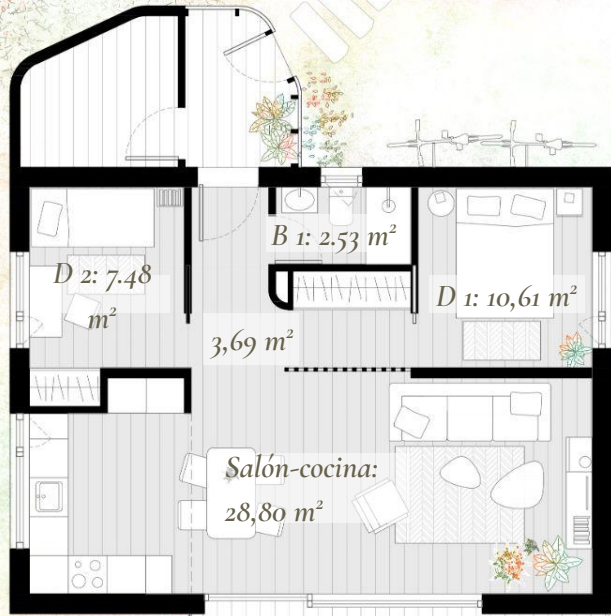 B 1: 2.53 m²
D 2: 7.48
m²
D 1: 10,61 m²
3,69 m²
Salón-cocina:
28,80 m²